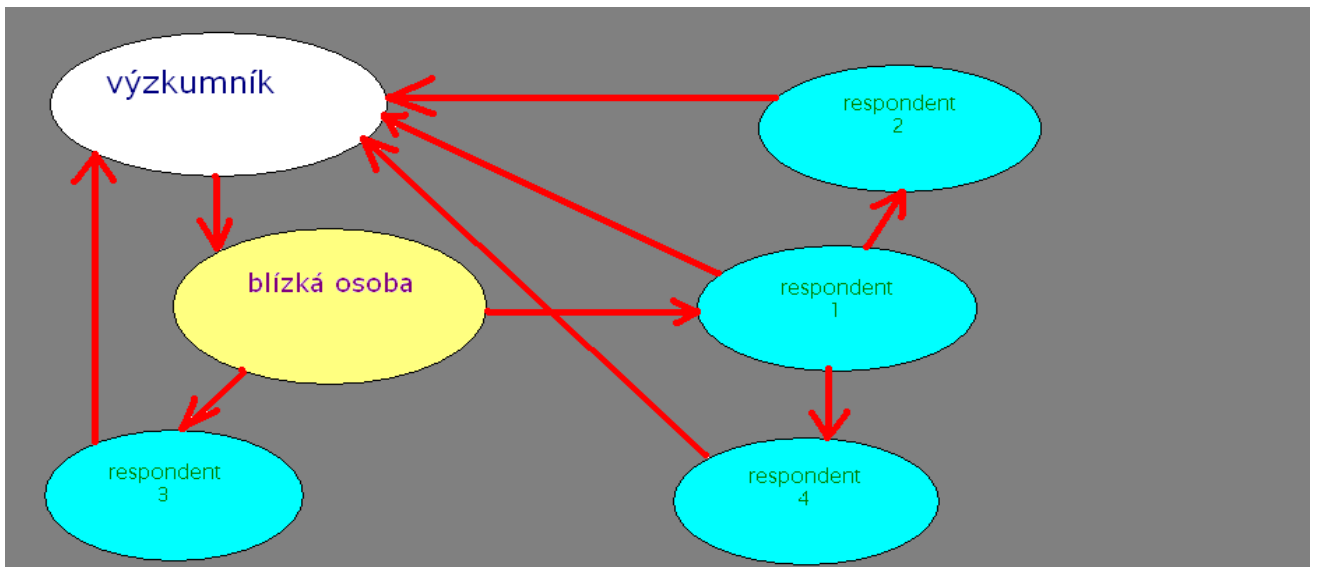 výzkumník
respondent
2
blízká osoba
respondent
1
respondent
3
respondent
4